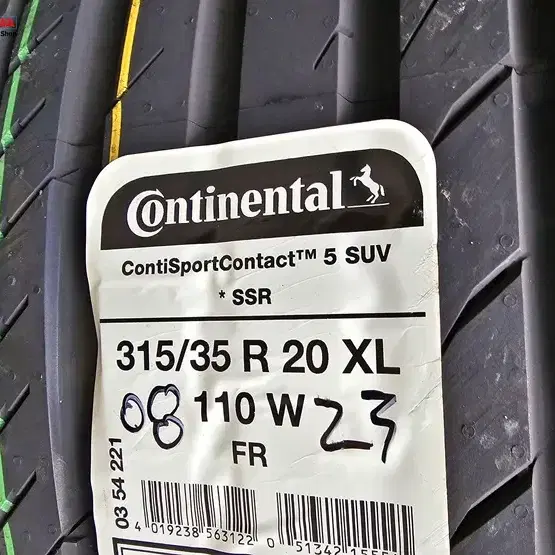 Shop
Continental
ContiSportContact™ 5 SUV
* SSR
315/35 R 20 XL
08 110 W 23
FR
03 54 221
4 019238 563122